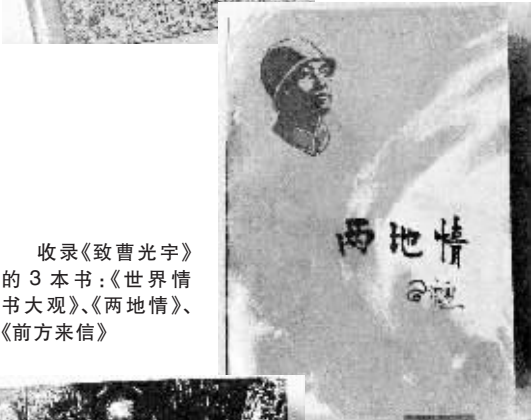 收录《致曹光宇》
的 3 本书:《世界情
书大观》、《两地情》、
《前方来信》
两地情